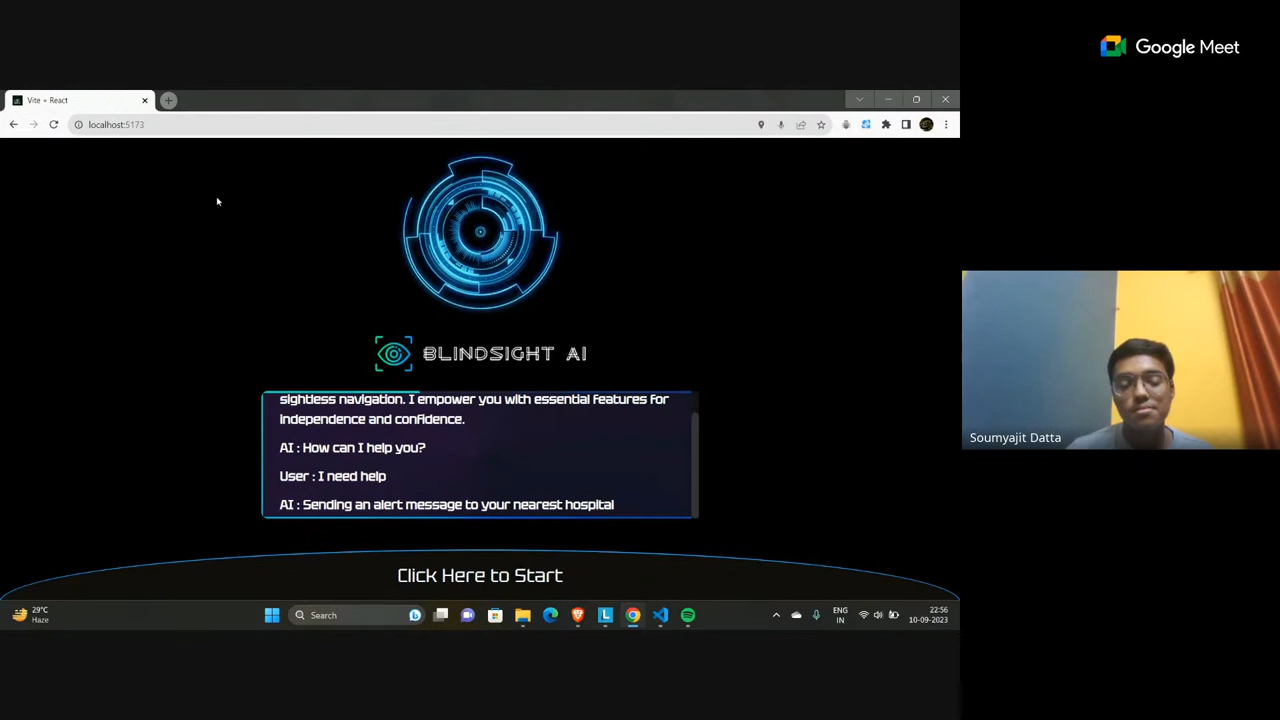 Google Meet
Vite + React
localhost:5173
BLINDSIGHT AI
sightless navigation. I empower you with essential features for
independence and confidence.
AI : How can I help you?
User : I need help
AI : Sending an alert message to your nearest hospital
Soumyajit Datta
Click Here to Start
29°C
Haze
Search
ENG
IN
22:56
10-09-2023